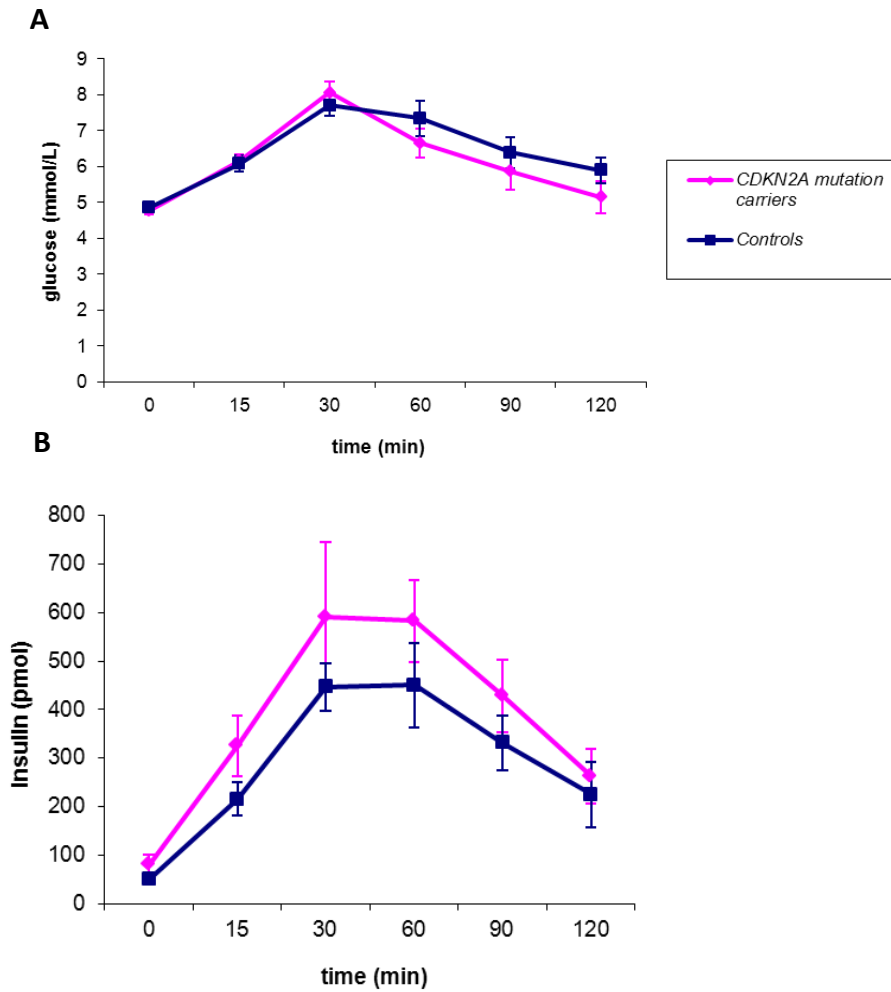 A
9
8
7
6
5
4
3
2
1
0
glucose (mmol/L)
0 15 30 60 90 120
time (min)
CDKN2A mutation
carriers
Controls
B
800
700
600
500
400
300
200
100
0
Insulin (pmol)
0 15 30 60 90 120
time (min)